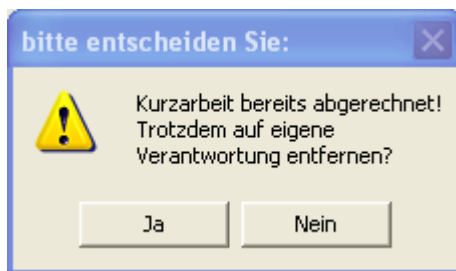 bitte entscheiden Sie:
Kurzarbeit bereits abgerechnet!
Trotzdem auf eigene
Verantwortung entfernen?
Ja
Nein